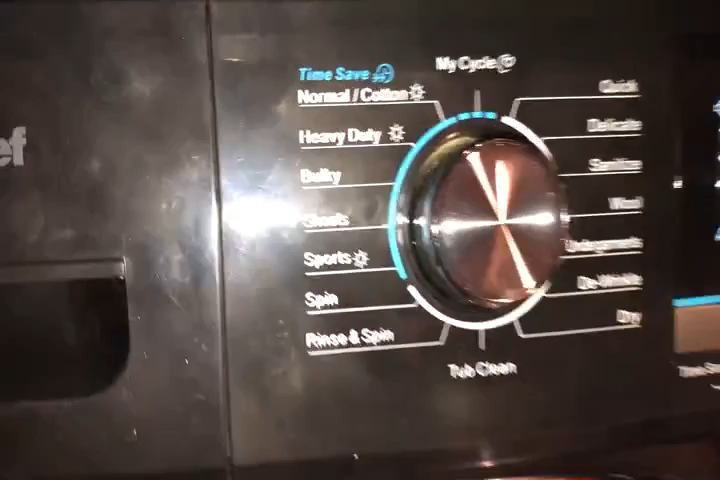 ef
Time Save
My Cycle
Normal / Cotton
Heavy Duty
Bulky
Sheets
Sports
Spin
Rinse & Spin
Quick
Delicate
Sanitize
Wool
Undergarments
De-Wrinkle
Dry
Tub Clean